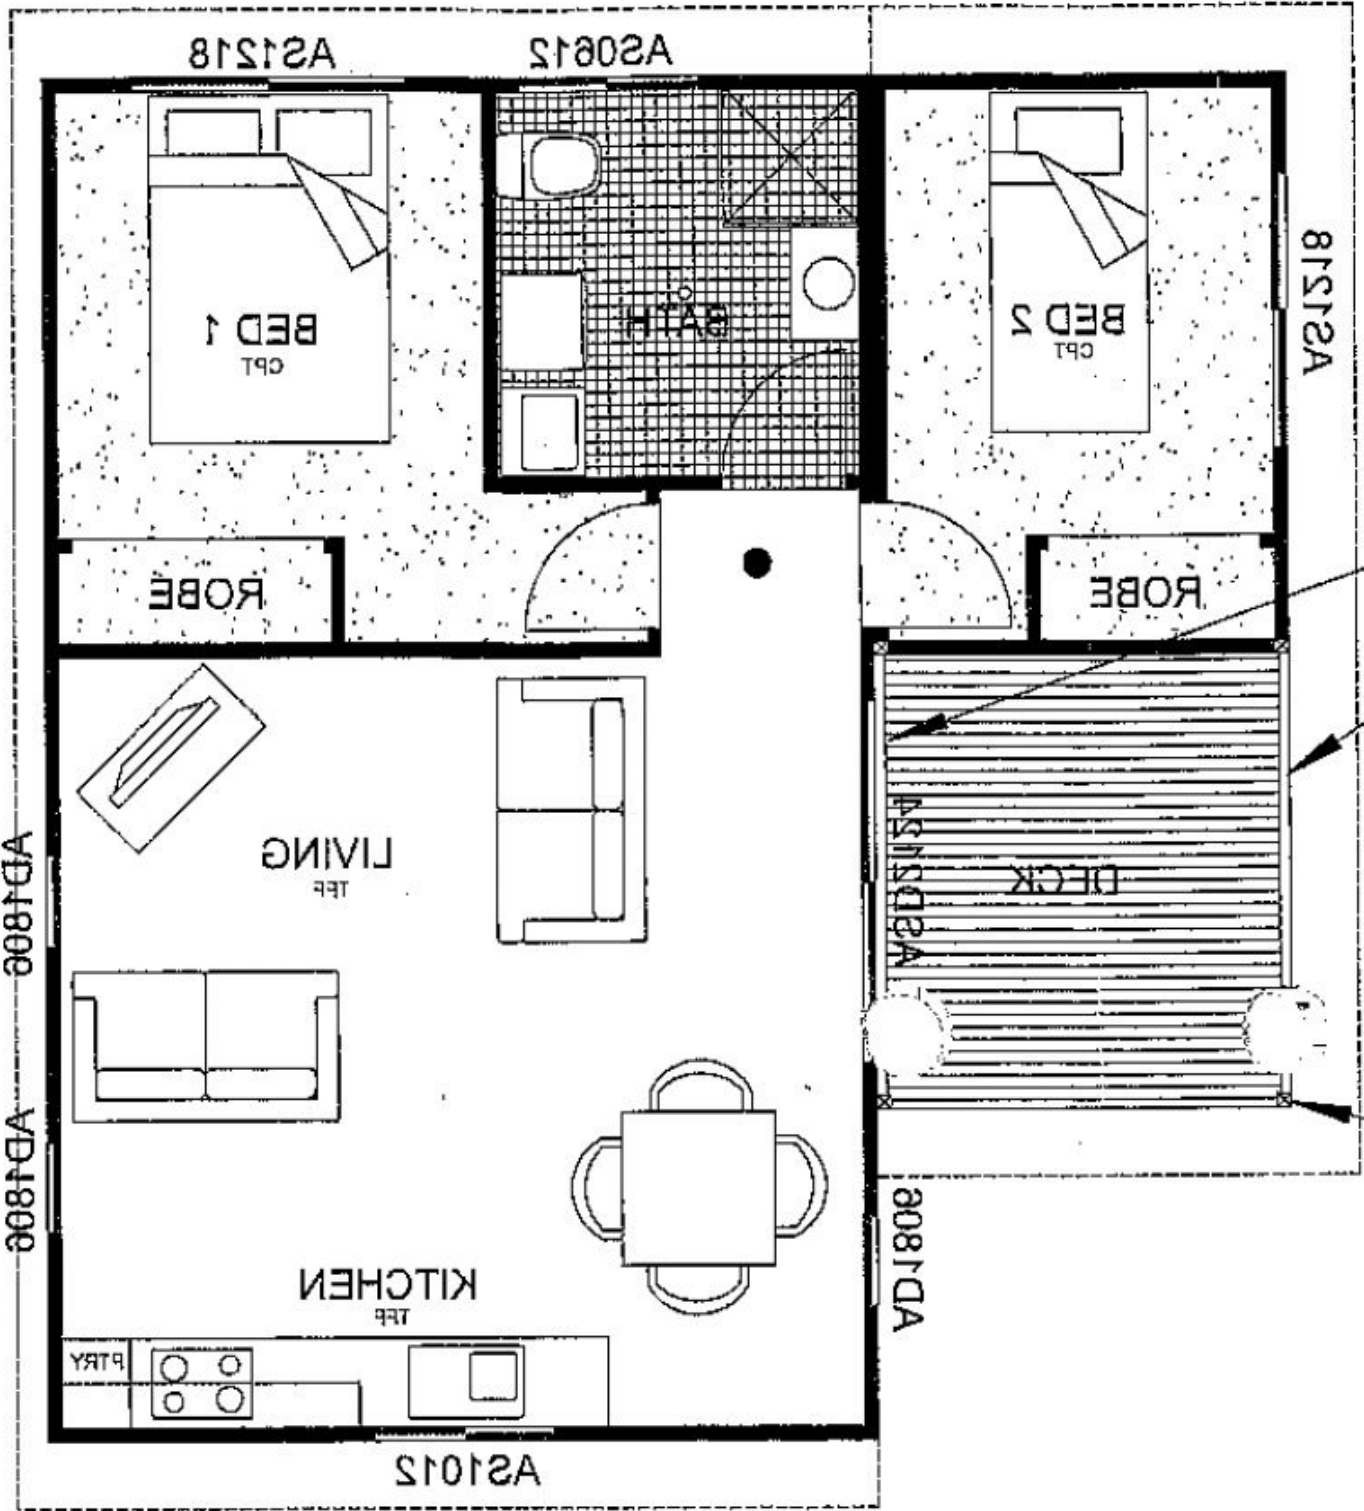 AS1218
AS0612
BED 1
CPT
BATH
BED 2
CPT
AS1218
ROBE
ROBE
LIVING
TFF
AD1806
ASD2124
DECK
AD1806
AD1806
KITCHEN
TFF
PTRY
AS1012